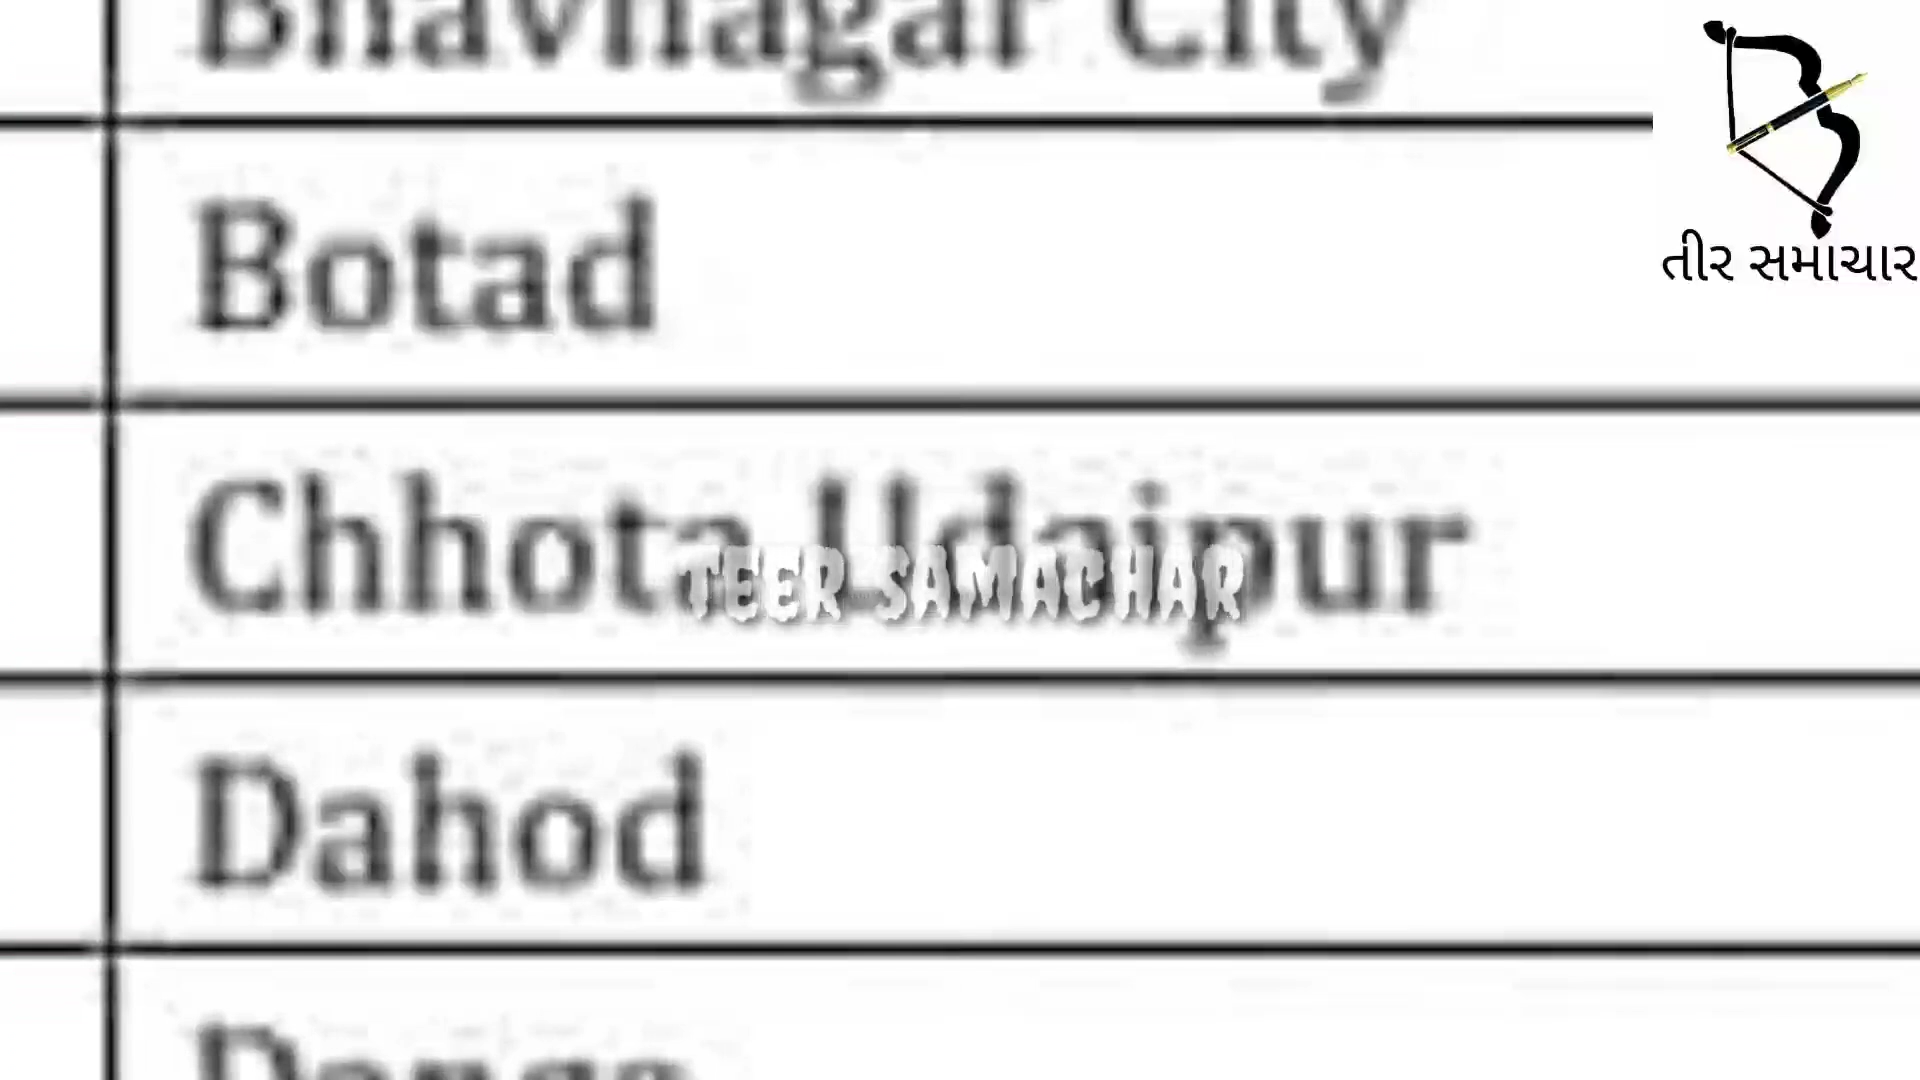 Bhavnagar City
Botad
તીર સમાચાર
Chhota Udaipur
TEER SAMACHAR
Dahod